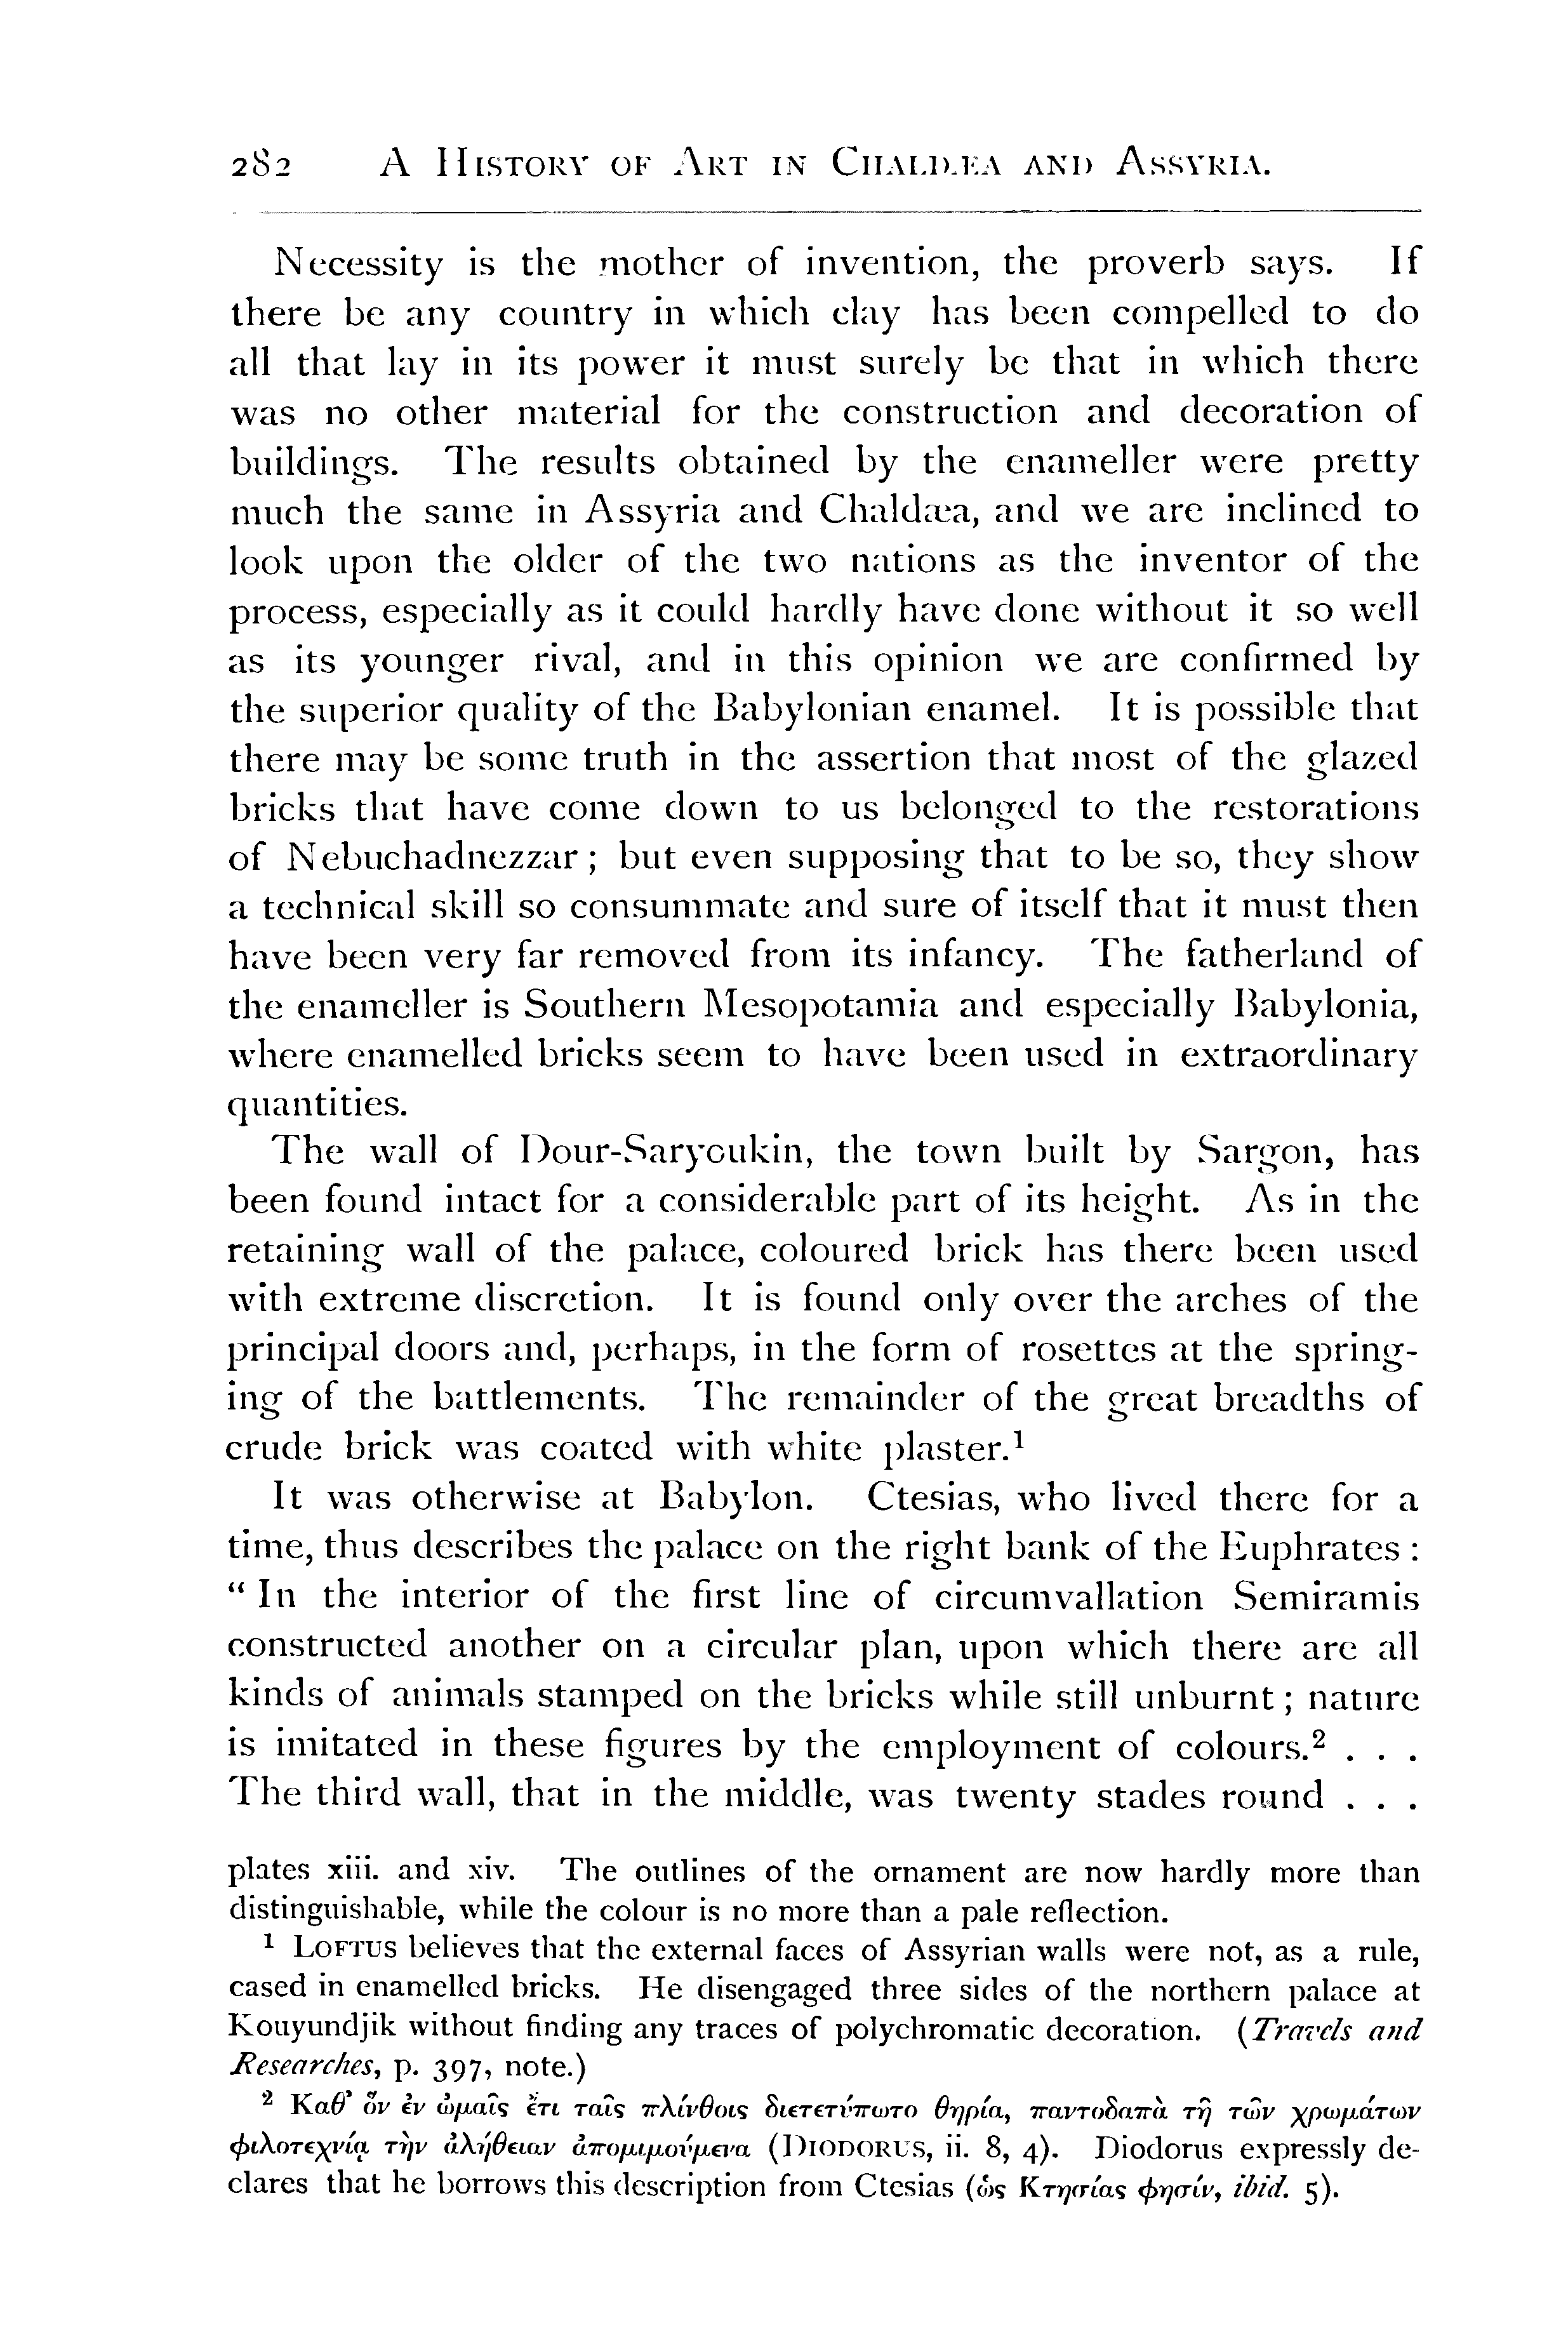 282 A HISTORY OF ART IN CHALDÆA AND ASSYRIA.
Necessity is the mother of invention, the proverb says. If
there be any country in which clay has been compelled to do
all that lay in its power it must surely be that in which there
was no other material for the construction and decoration of
buildings. The results obtained by the enameller were pretty
much the same in Assyria and Chaldæa, and we are inclined to
look upon the older of the two nations as the inventor of the
process, especially as it could hardly have done without it so well
as its younger rival, and in this opinion we are confirmed by
the superior quality of the Babylonian enamel. It is possible that
there may be some truth in the assertion that most of the glazed
bricks that have come down to us belonged to the restorations
of Nebuchadnezzar; but even supposing that to be so, they show
a technical skill so consummate and sure of itself that it must then
have been very far removed from its infancy. The fatherland of
the enameller is Southern Mesopotamia and especially Babylonia,
where enamelled bricks seem to have been used in extraordinary
quantities.
The wall of Dour-Saryoukin, the town built by Sargon, has
been found intact for a considerable part of its height. As in the
retaining wall of the palace, coloured brick has there been used
with extreme discretion. It is found only over the arches of the
principal doors and, perhaps, in the form of rosettes at the spring-
ing of the battlements. The remainder of the great breadths of
crude brick was coated with white plaster.¹
It was otherwise at Babylon. Ctesias, who lived there for a
time, thus describes the palace on the right bank of the Euphrates:
“In the interior of the first line of circumvallation Semiramis
constructed another on a circular plan, upon which there are all
kinds of animals stamped on the bricks while still unburnt; nature
is imitated in these figures by the employment of colours.² . . .
The third wall, that in the middle, was twenty stades round . . .
plates xiii. and xiv. The outlines of the ornament are now hardly more than
distinguishable, while the colour is no more than a pale reflection.
¹ LOFTUS believes that the external faces of Assyrian walls were not, as a rule,
cased in enamelled bricks. He disengaged three sides of the northern palace at
Kouyundjik without finding any traces of polychromatic decoration. (Travels and
Researches, p. 397, note.)
² Καθ’ ὃν ἐν ὠμαῖς ἔτι ταῖς πλίνθοις διετετύπωτο θηρία, παντοδαπὰ τῇ τῶν χρωμάτων
φιλοτεχνίᾳ τὴν ἀλήθειαν ἀπομιμούμενα (DIODORUS, ii. 8, 4). Diodorus expressly de-
clares that he borrows this description from Ctesias (ὡς Κτησίας φησίν, ibid. 5).